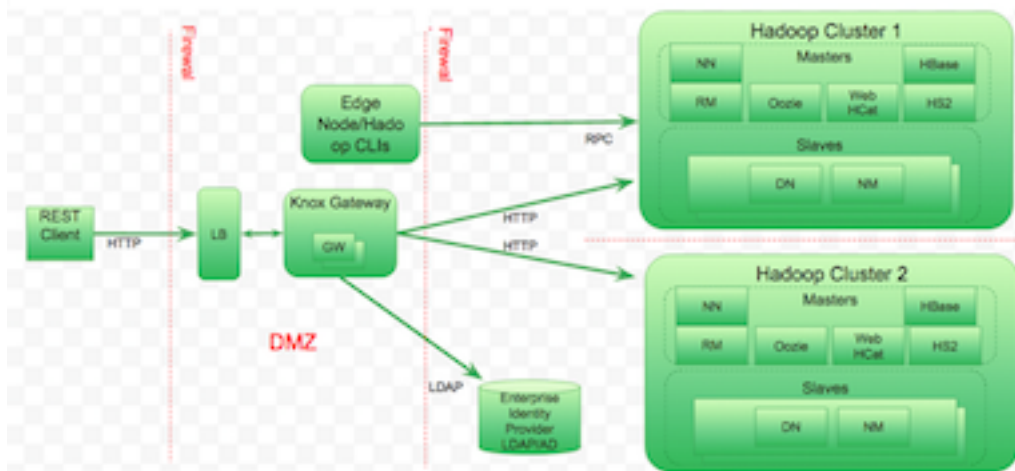 Firewall
Firewall
Hadoop Cluster 1
Masters
NN
HBase
RM
Oozie
Web
HCat
HS2
Slaves
DN
NM
Edge
Node/Hado
op CLIs
RPC
REST
Client
HTTP
LB
Knox Gateway
GW
HTTP
HTTP
DMZ
LDAP
Enterprise
Identity
Provider
LDAP/AD
Hadoop Cluster 2
Masters
NN
HBase
RM
Oozie
Web
HCat
HS2
Slaves
DN
NM